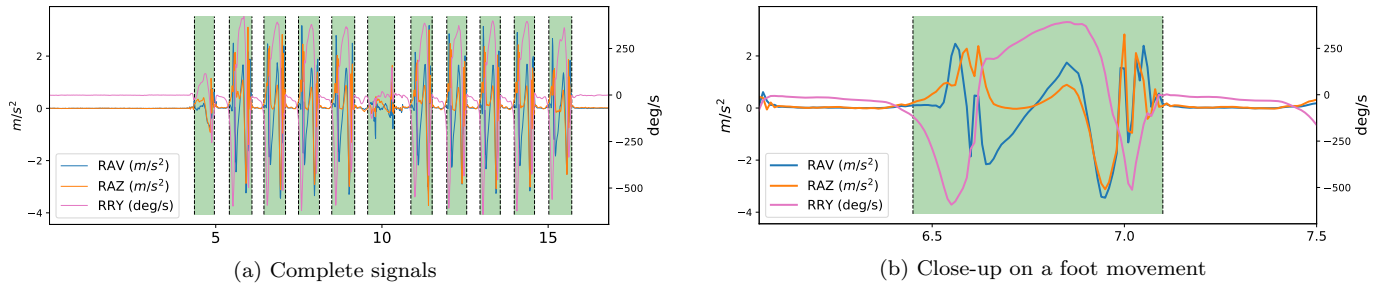 2
0
−2
−4
m/s²
250
0
−250
−500
deg/s
RAV (m/s²)
RAZ (m/s²)
RRY (deg/s)
5
10
15
(a) Complete signals
2
0
−2
−4
m/s²
250
0
−250
−500
deg/s
RAV (m/s²)
RAZ (m/s²)
RRY (deg/s)
6.5
7.0
7.5
(b) Close-up on a foot movement